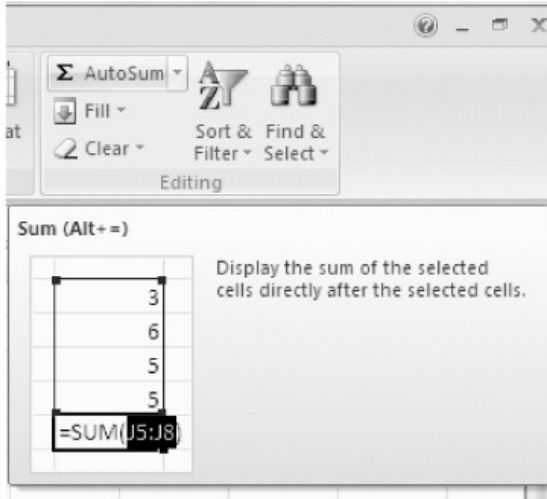 Σ AutoSum
at
Fill
Clear
Sort &
Filter
Find &
Select
Editing
Sum (Alt+=)
Display the sum of the selected
cells directly after the selected cells.
3
6
5
5
=SUM(J5:J8)